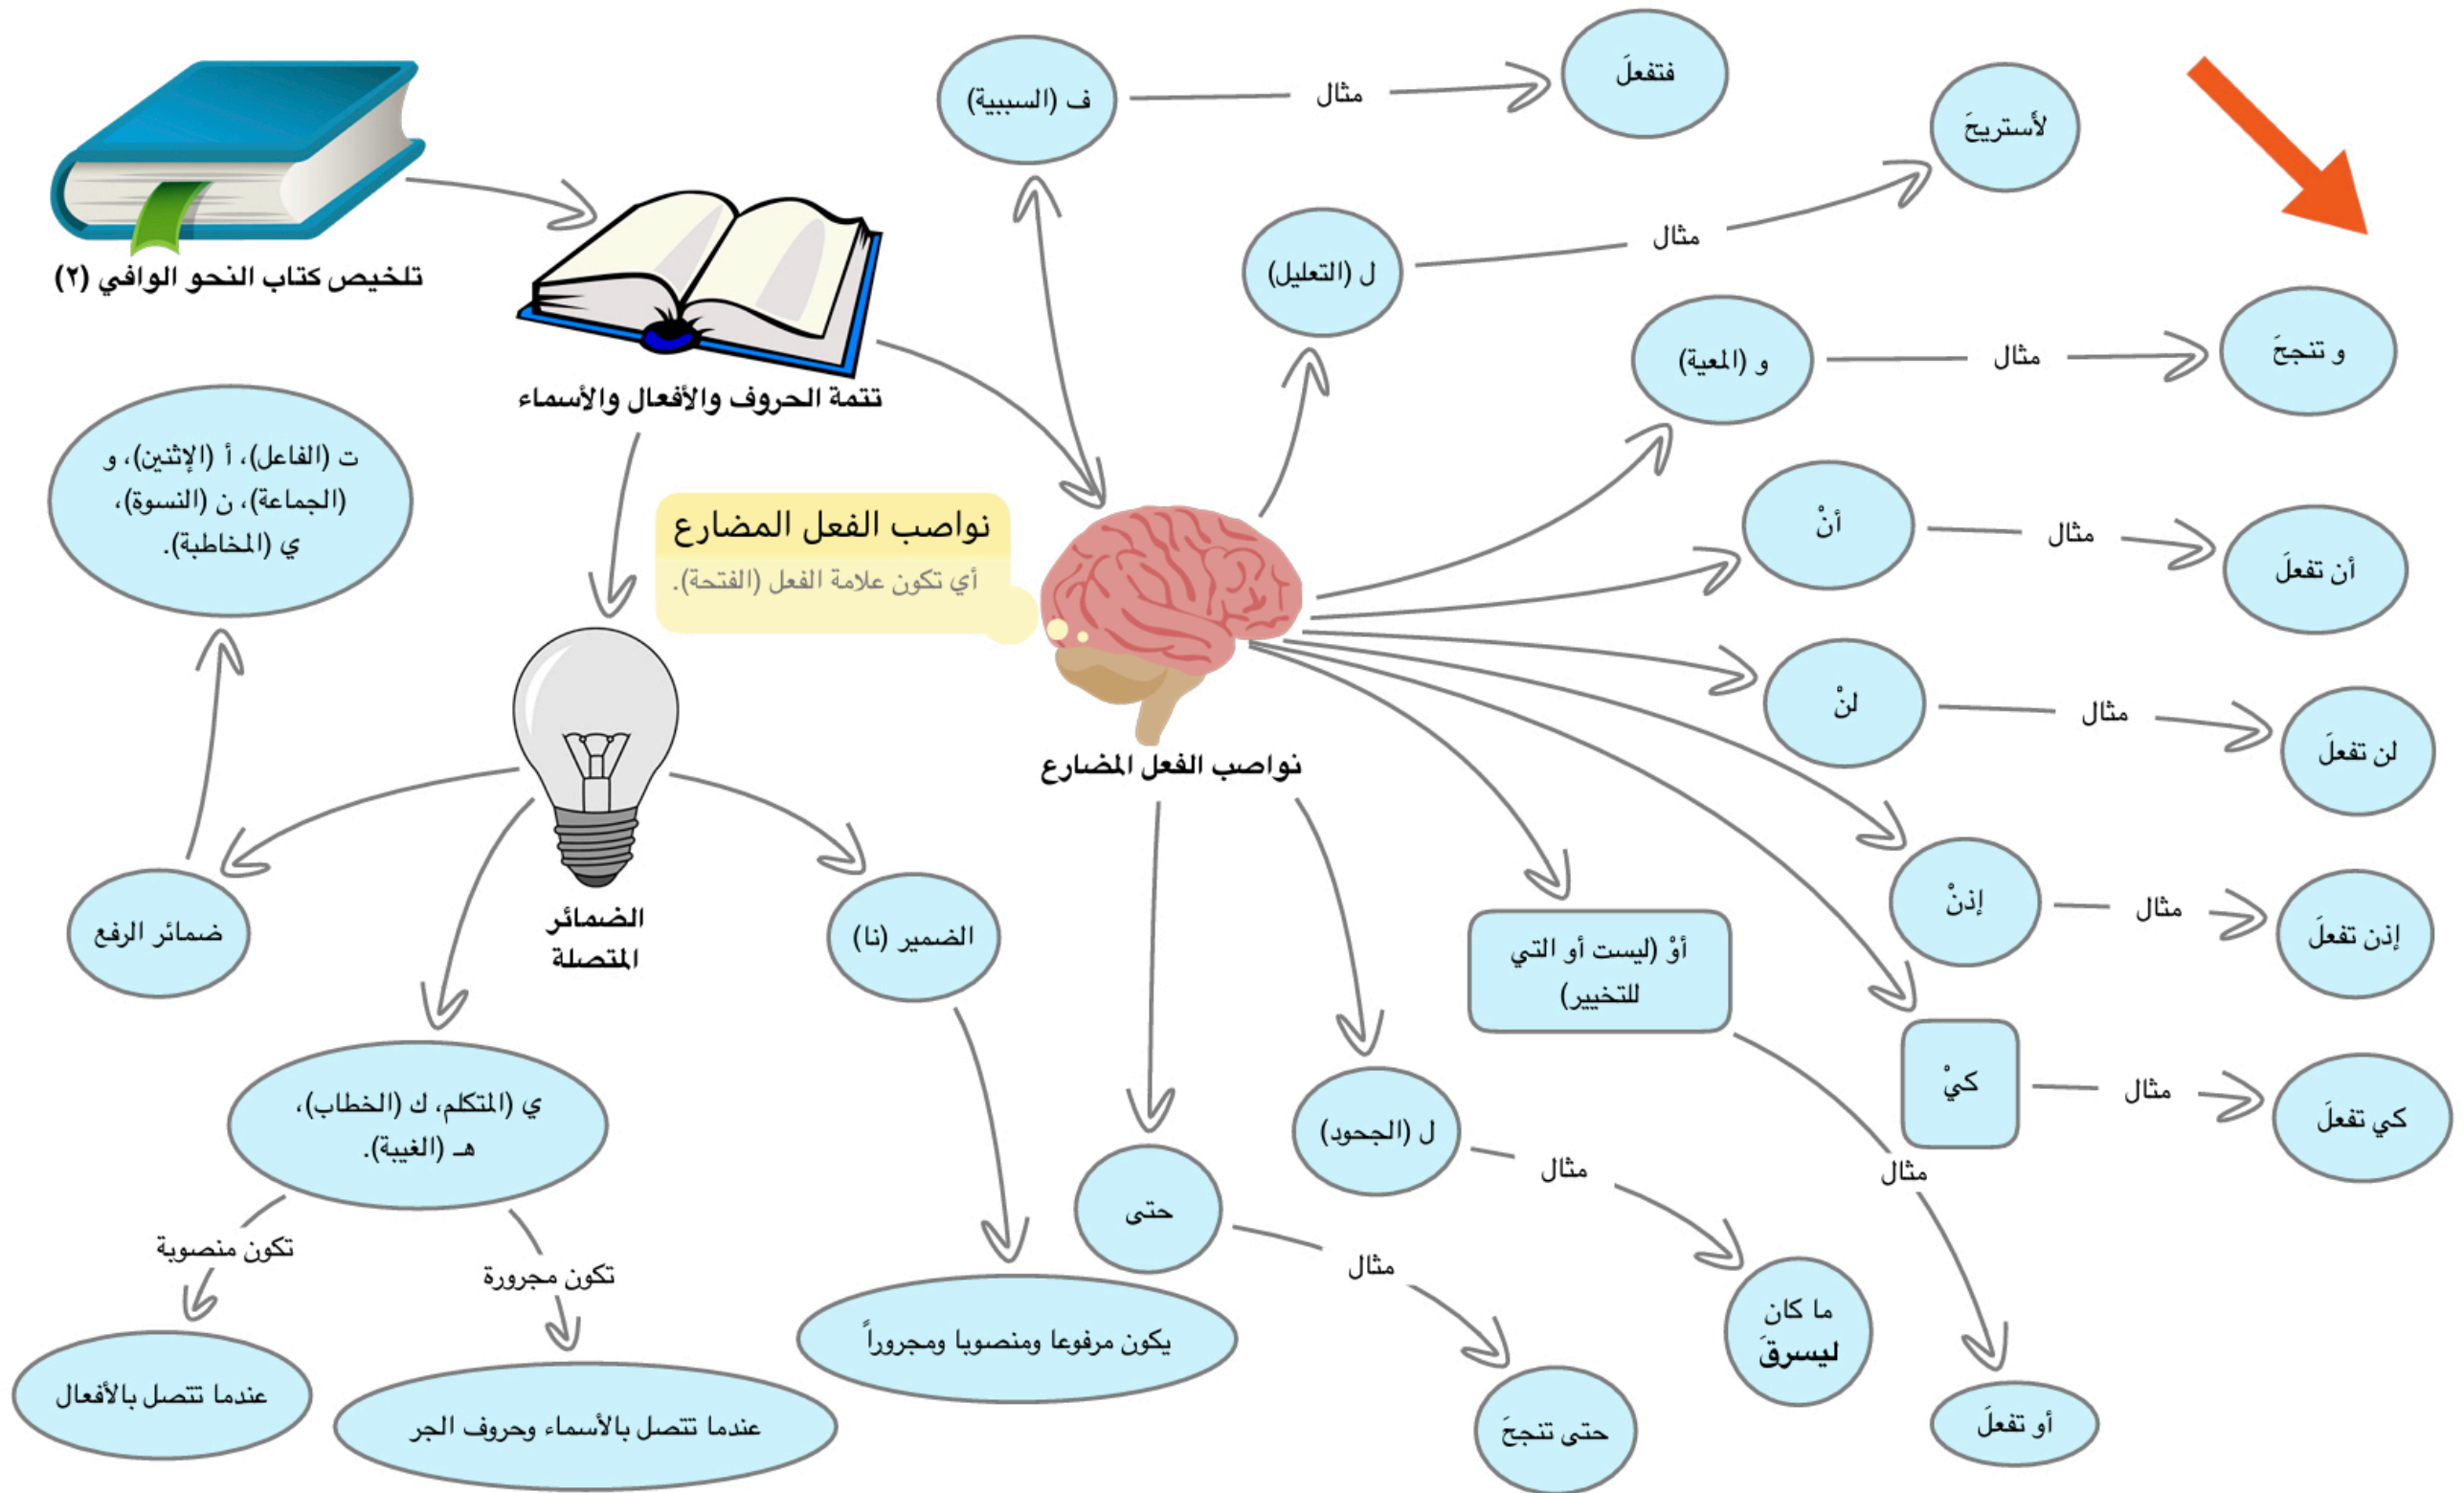 تلخيص كتاب النحو الوافي (٢)
تتمة الحروف والأفعال والأسماء
نواصب الفعل المضارع
أي تكون علامة الفعل (الفتحة).
نواصب الفعل المضارع
ف (السببية)
مثال
فتفعلَ
ل (التعليل)
مثال
لأستريحَ
و (المعية)
مثال
و تنجحَ
أنْ
مثال
أن تفعلَ
لنْ
مثال
لن تفعلَ
إذنْ
مثال
إذن تفعلَ
كيْ
مثال
كي تفعلَ
أوْ (ليست أو التي
للتخيير)
مثال
أو تفعلَ
ل (الجحود)
مثال
ما كان
ليسرقَ
حتى
مثال
حتى تنجحَ
الضمائر
المتصلة
ضمائر الرفع
ت (الفاعل)، أ (الإثنين)، و
(الجماعة)، ن (النسوة)،
ي (المخاطبة).
ي (المتكلم، ك (الخطاب)،
هـ (الغيبة).
تكون منصوبة
عندما تتصل بالأفعال
تكون مجرورة
عندما تتصل بالأسماء وحروف الجر
الضمير (نا)
يكون مرفوعا ومنصوبا ومجروراً